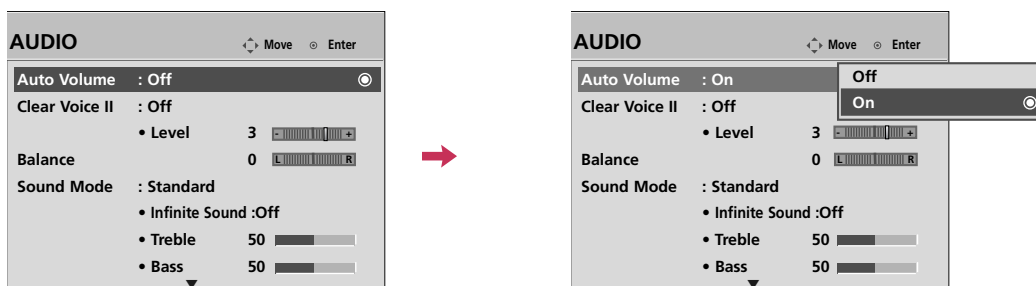 AUDIO Move Enter
Auto Volume : Off
Clear Voice II : Off
• Level 3 - +
Balance 0 L R
Sound Mode : Standard
• Infinite Sound :Off
• Treble 50
• Bass 50
AUDIO Move Enter
Auto Volume : On
Off
On
Clear Voice II : Off
• Level 3 - +
Balance 0 L R
Sound Mode : Standard
• Infinite Sound :Off
• Treble 50
• Bass 50